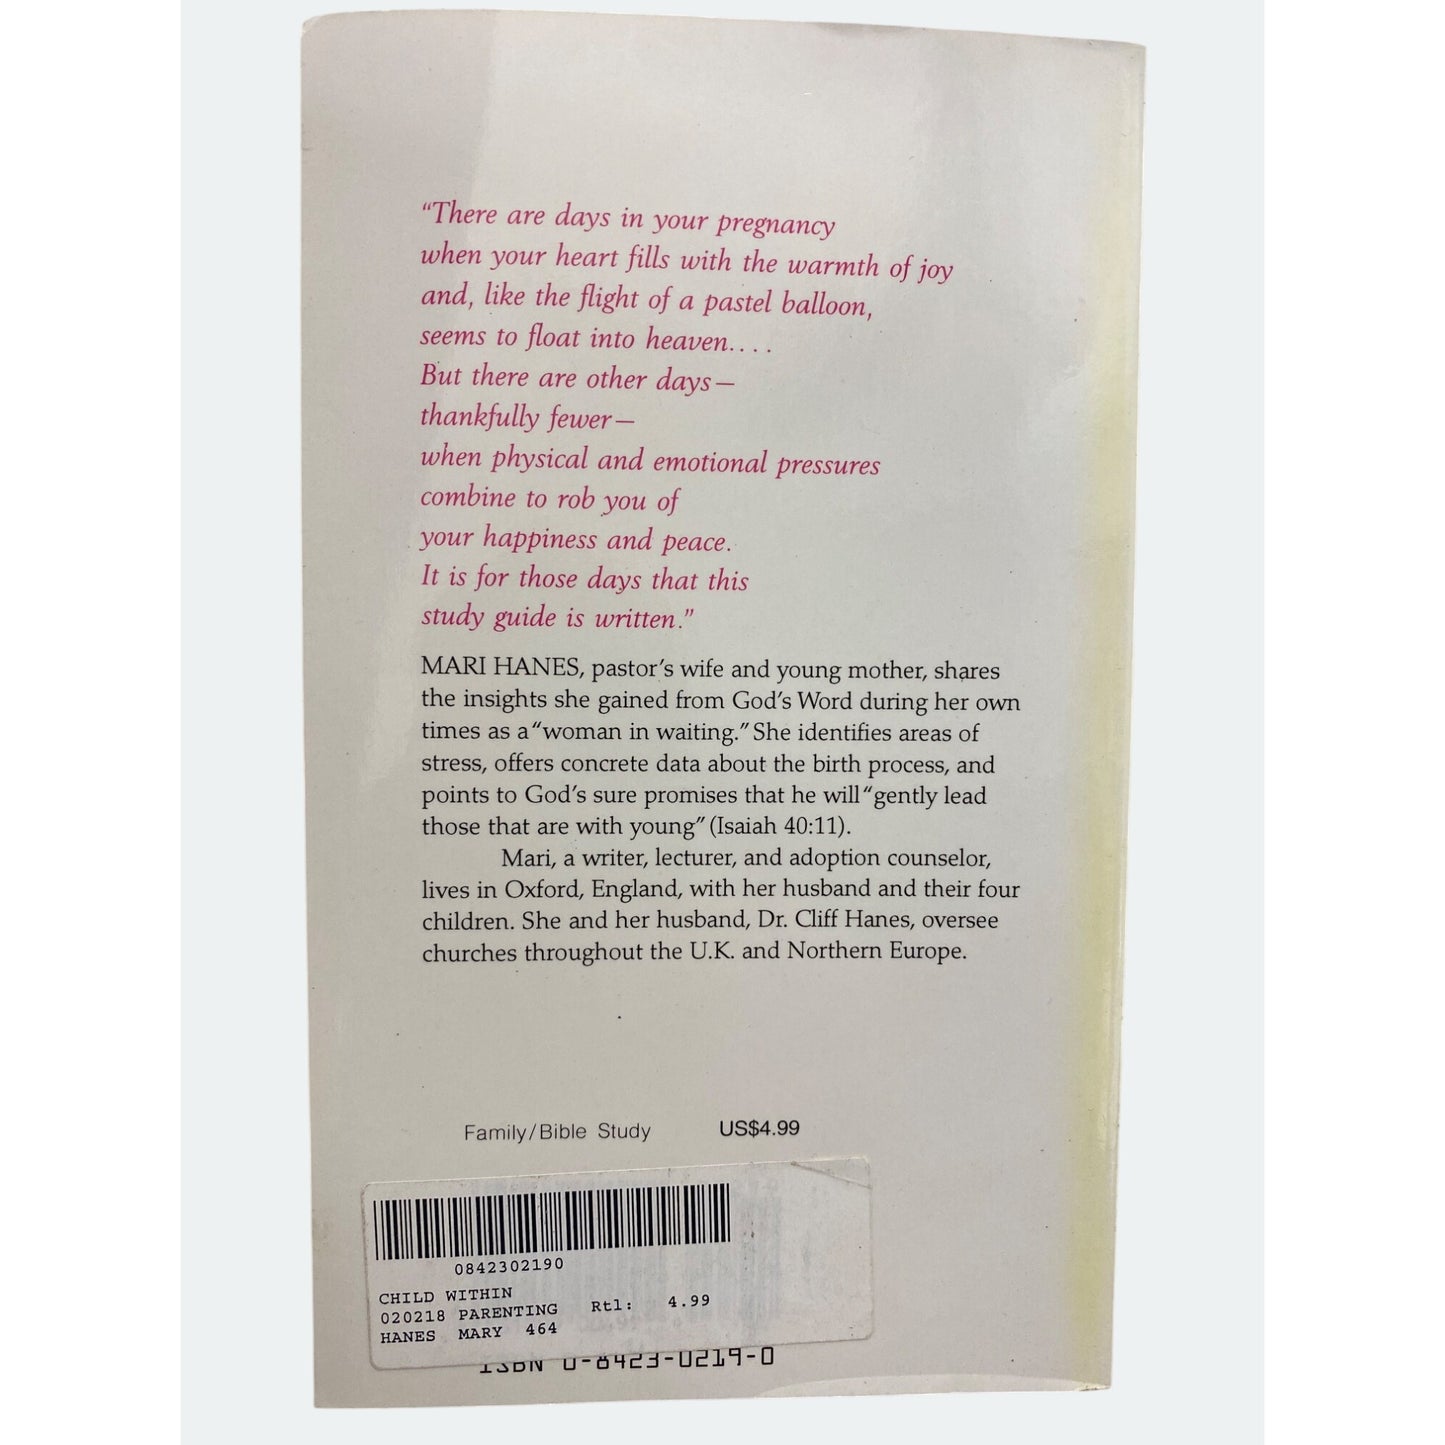 “There are days in your pregnancy
when your heart fills with the warmth of joy
and, like the flight of a pastel balloon,
seems to float into heaven. . . .
But there are other days—
thankfully fewer—
when physical and emotional pressures
combine to rob you of
your happiness and peace.
It is for those days that this
study guide is written.”
MARI HANES, pastor’s wife and young mother, shares
the insights she gained from God’s Word during her own
times as a “woman in waiting.” She identifies areas of
stress, offers concrete data about the birth process, and
points to God’s sure promises that he will “gently lead
those that are with young” (Isaiah 40:11).
Mari, a writer, lecturer, and adoption counselor,
lives in Oxford, England, with her husband and their four
children. She and her husband, Dr. Cliff Hanes, oversee
churches throughout the U.K. and Northern Europe.
Family/Bible Study US$4.99
0842302190
CHILD WITHIN
020218 PARENTING Rtl: 4.99
HANES MARY 464
ISBN 0-8423-0219-0